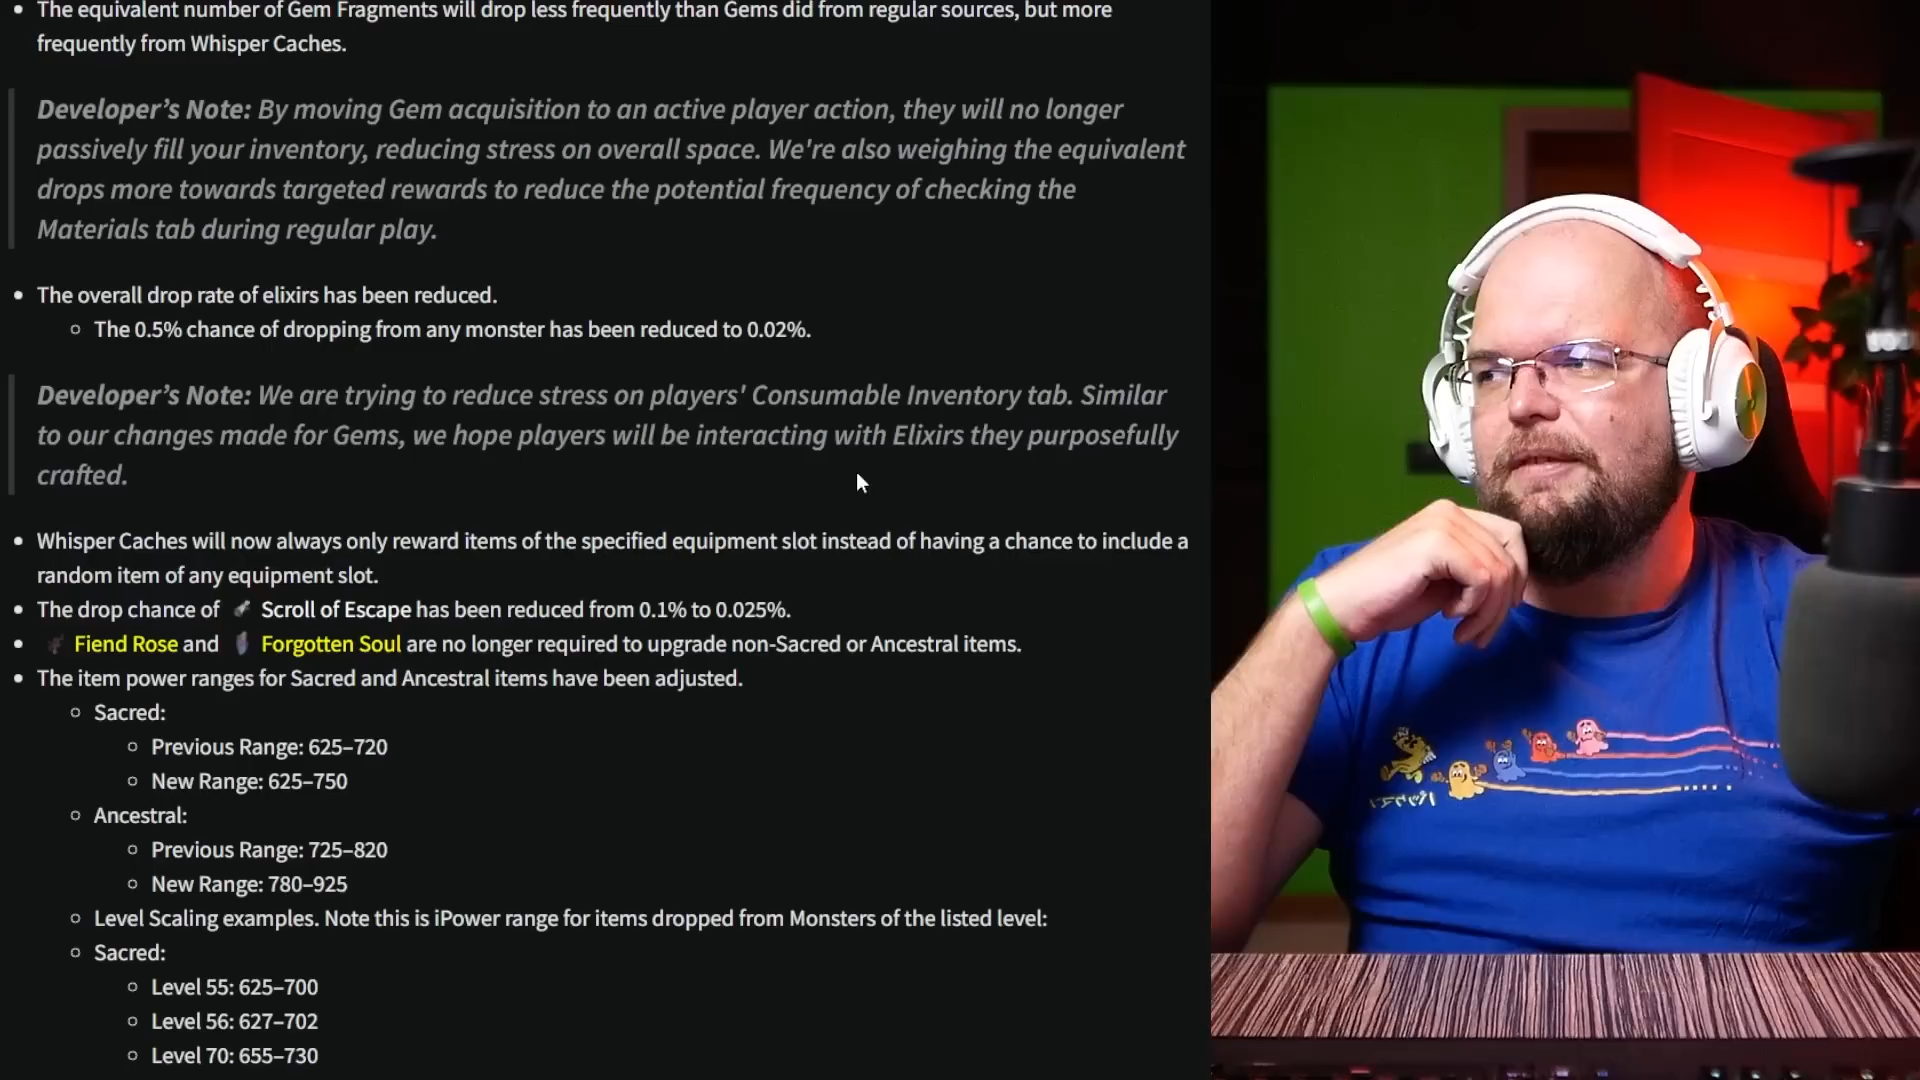 • The equivalent number of Gem Fragments will drop less frequently than Gems did from regular sources, but more
frequently from Whisper Caches.
Developer’s Note: By moving Gem acquisition to an active player action, they will no longer
passively fill your inventory, reducing stress on overall space. We're also weighing the equivalent
drops more towards targeted rewards to reduce the potential frequency of checking the
Materials tab during regular play.
• The overall drop rate of elixirs has been reduced.
○ The 0.5% chance of dropping from any monster has been reduced to 0.02%.
Developer’s Note: We are trying to reduce stress on players' Consumable Inventory tab. Similar
to our changes made for Gems, we hope players will be interacting with Elixirs they purposefully
crafted.
• Whisper Caches will now always only reward items of the specified equipment slot instead of having a chance to include a
random item of any equipment slot.
• The drop chance of Scroll of Escape has been reduced from 0.1% to 0.025%.
• Fiend Rose and Forgotten Soul are no longer required to upgrade non-Sacred or Ancestral items.
• The item power ranges for Sacred and Ancestral items have been adjusted.
○ Sacred:
○ Previous Range: 625–720
○ New Range: 625–750
○ Ancestral:
○ Previous Range: 725–820
○ New Range: 780–925
○ Level Scaling examples. Note this is iPower range for items dropped from Monsters of the listed level:
○ Sacred:
○ Level 55: 625–700
○ Level 56: 627–702
○ Level 70: 655–730